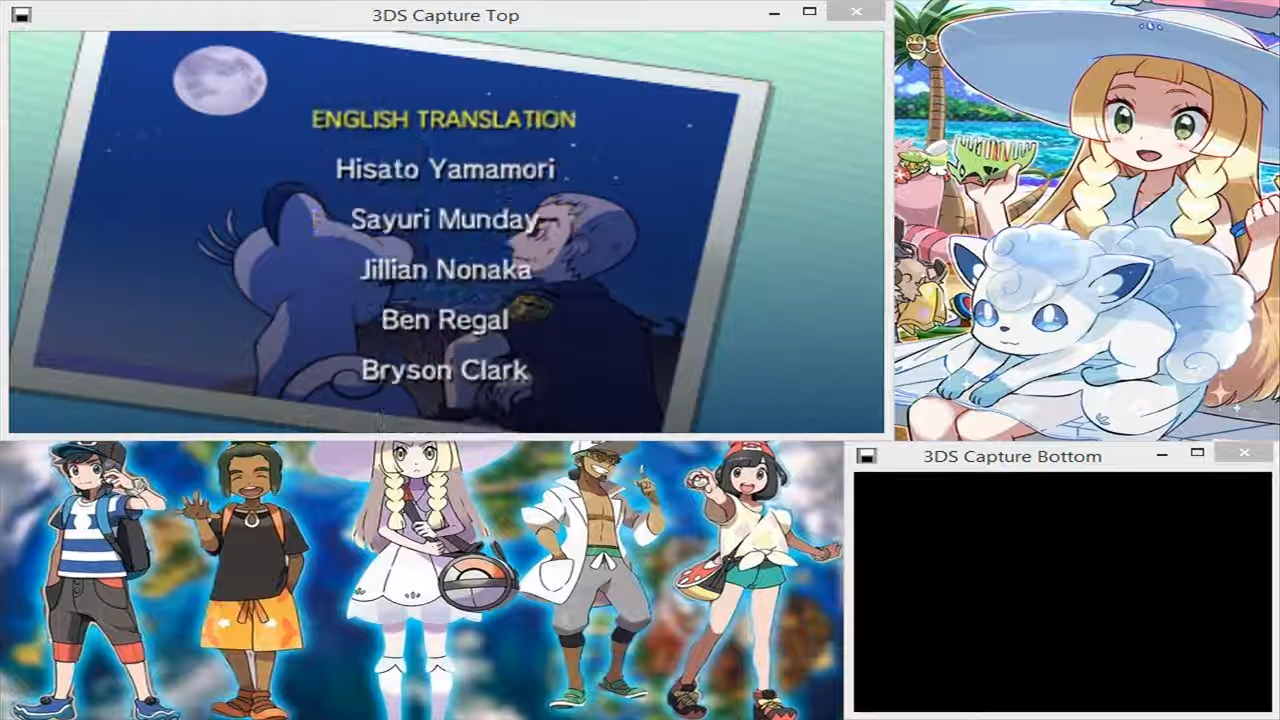 3DS Capture Top
ENGLISH TRANSLATION
Hisato Yamamori
Sayuri Munday
Jillian Nonaka
Ben Regal
Bryson Clark
3DS Capture Bottom